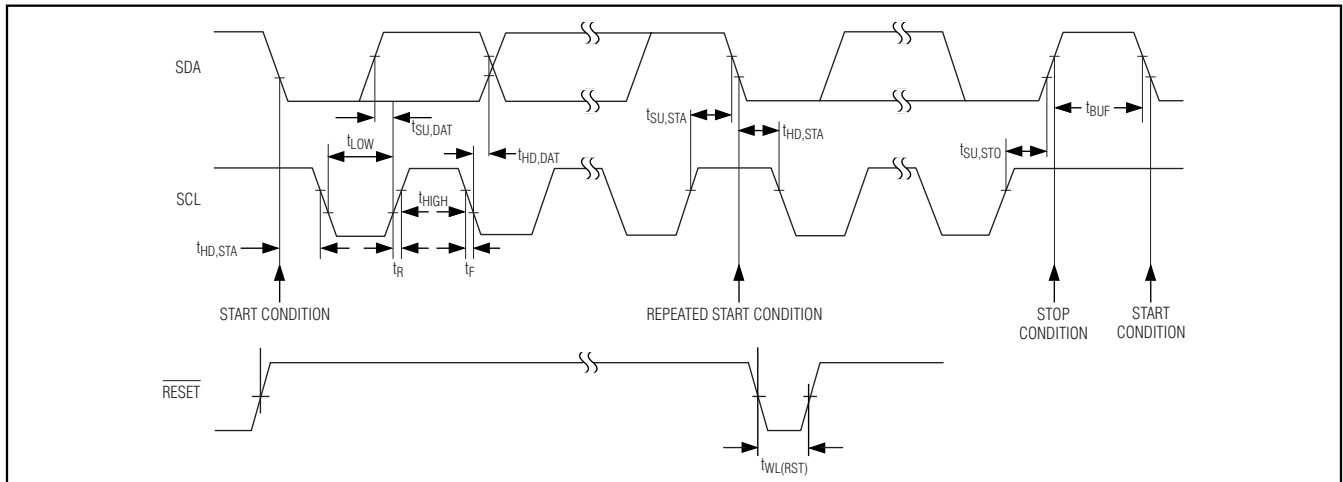 SDA
tSU,DAT
tLOW
tHD,DAT
tSU,STA
tHD,STA
tBUF
tSU,STO
SCL
tHIGH
tHD,STA
tR
tF
START CONDITION
REPEATED START CONDITION
STOP
CONDITION
START
CONDITION
RESET
tWL(RST)